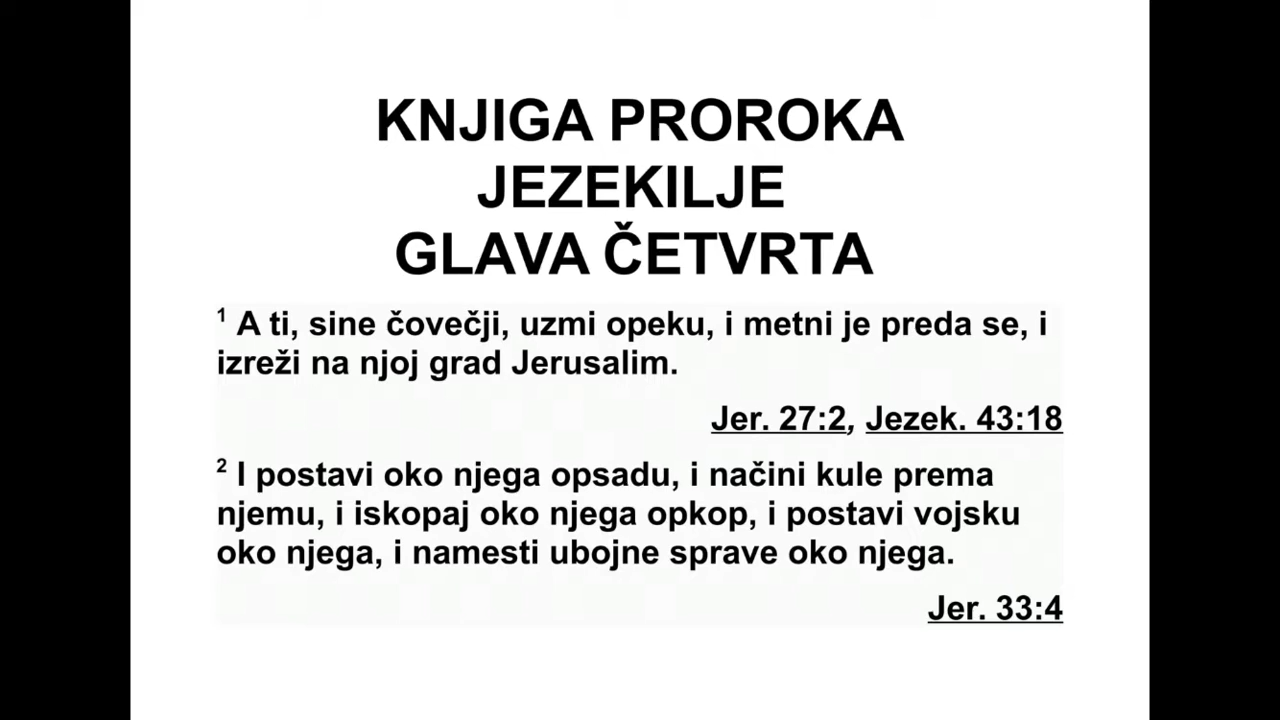 KNJIGA PROROKA
JEZEKILJE
GLAVA ČETVRTA
1 A ti, sine čovečji, uzmi opeku, i metni je preda se, i
izreži na njoj grad Jerusalim.
Jer. 27:2, Jezek. 43:18
2 I postavi oko njega opsadu, i načini kule prema
njemu, i iskopaj oko njega opkop, i postavi vojsku
oko njega, i namesti ubojne sprave oko njega.
Jer. 33:4